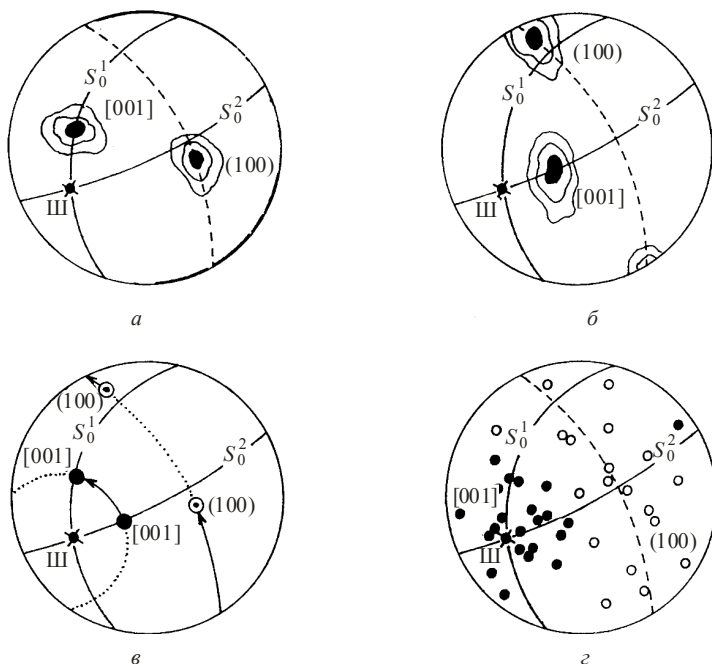 S₀¹
[001]
S₀²
(100)
Ш
а
(100)
S₀¹
S₀²
[001]
Ш
б
(100)
S₀¹
[001]
S₀²
(100)
[001]
Ш
в
S₀¹
S₀²
[001]
(100)
Ш
г